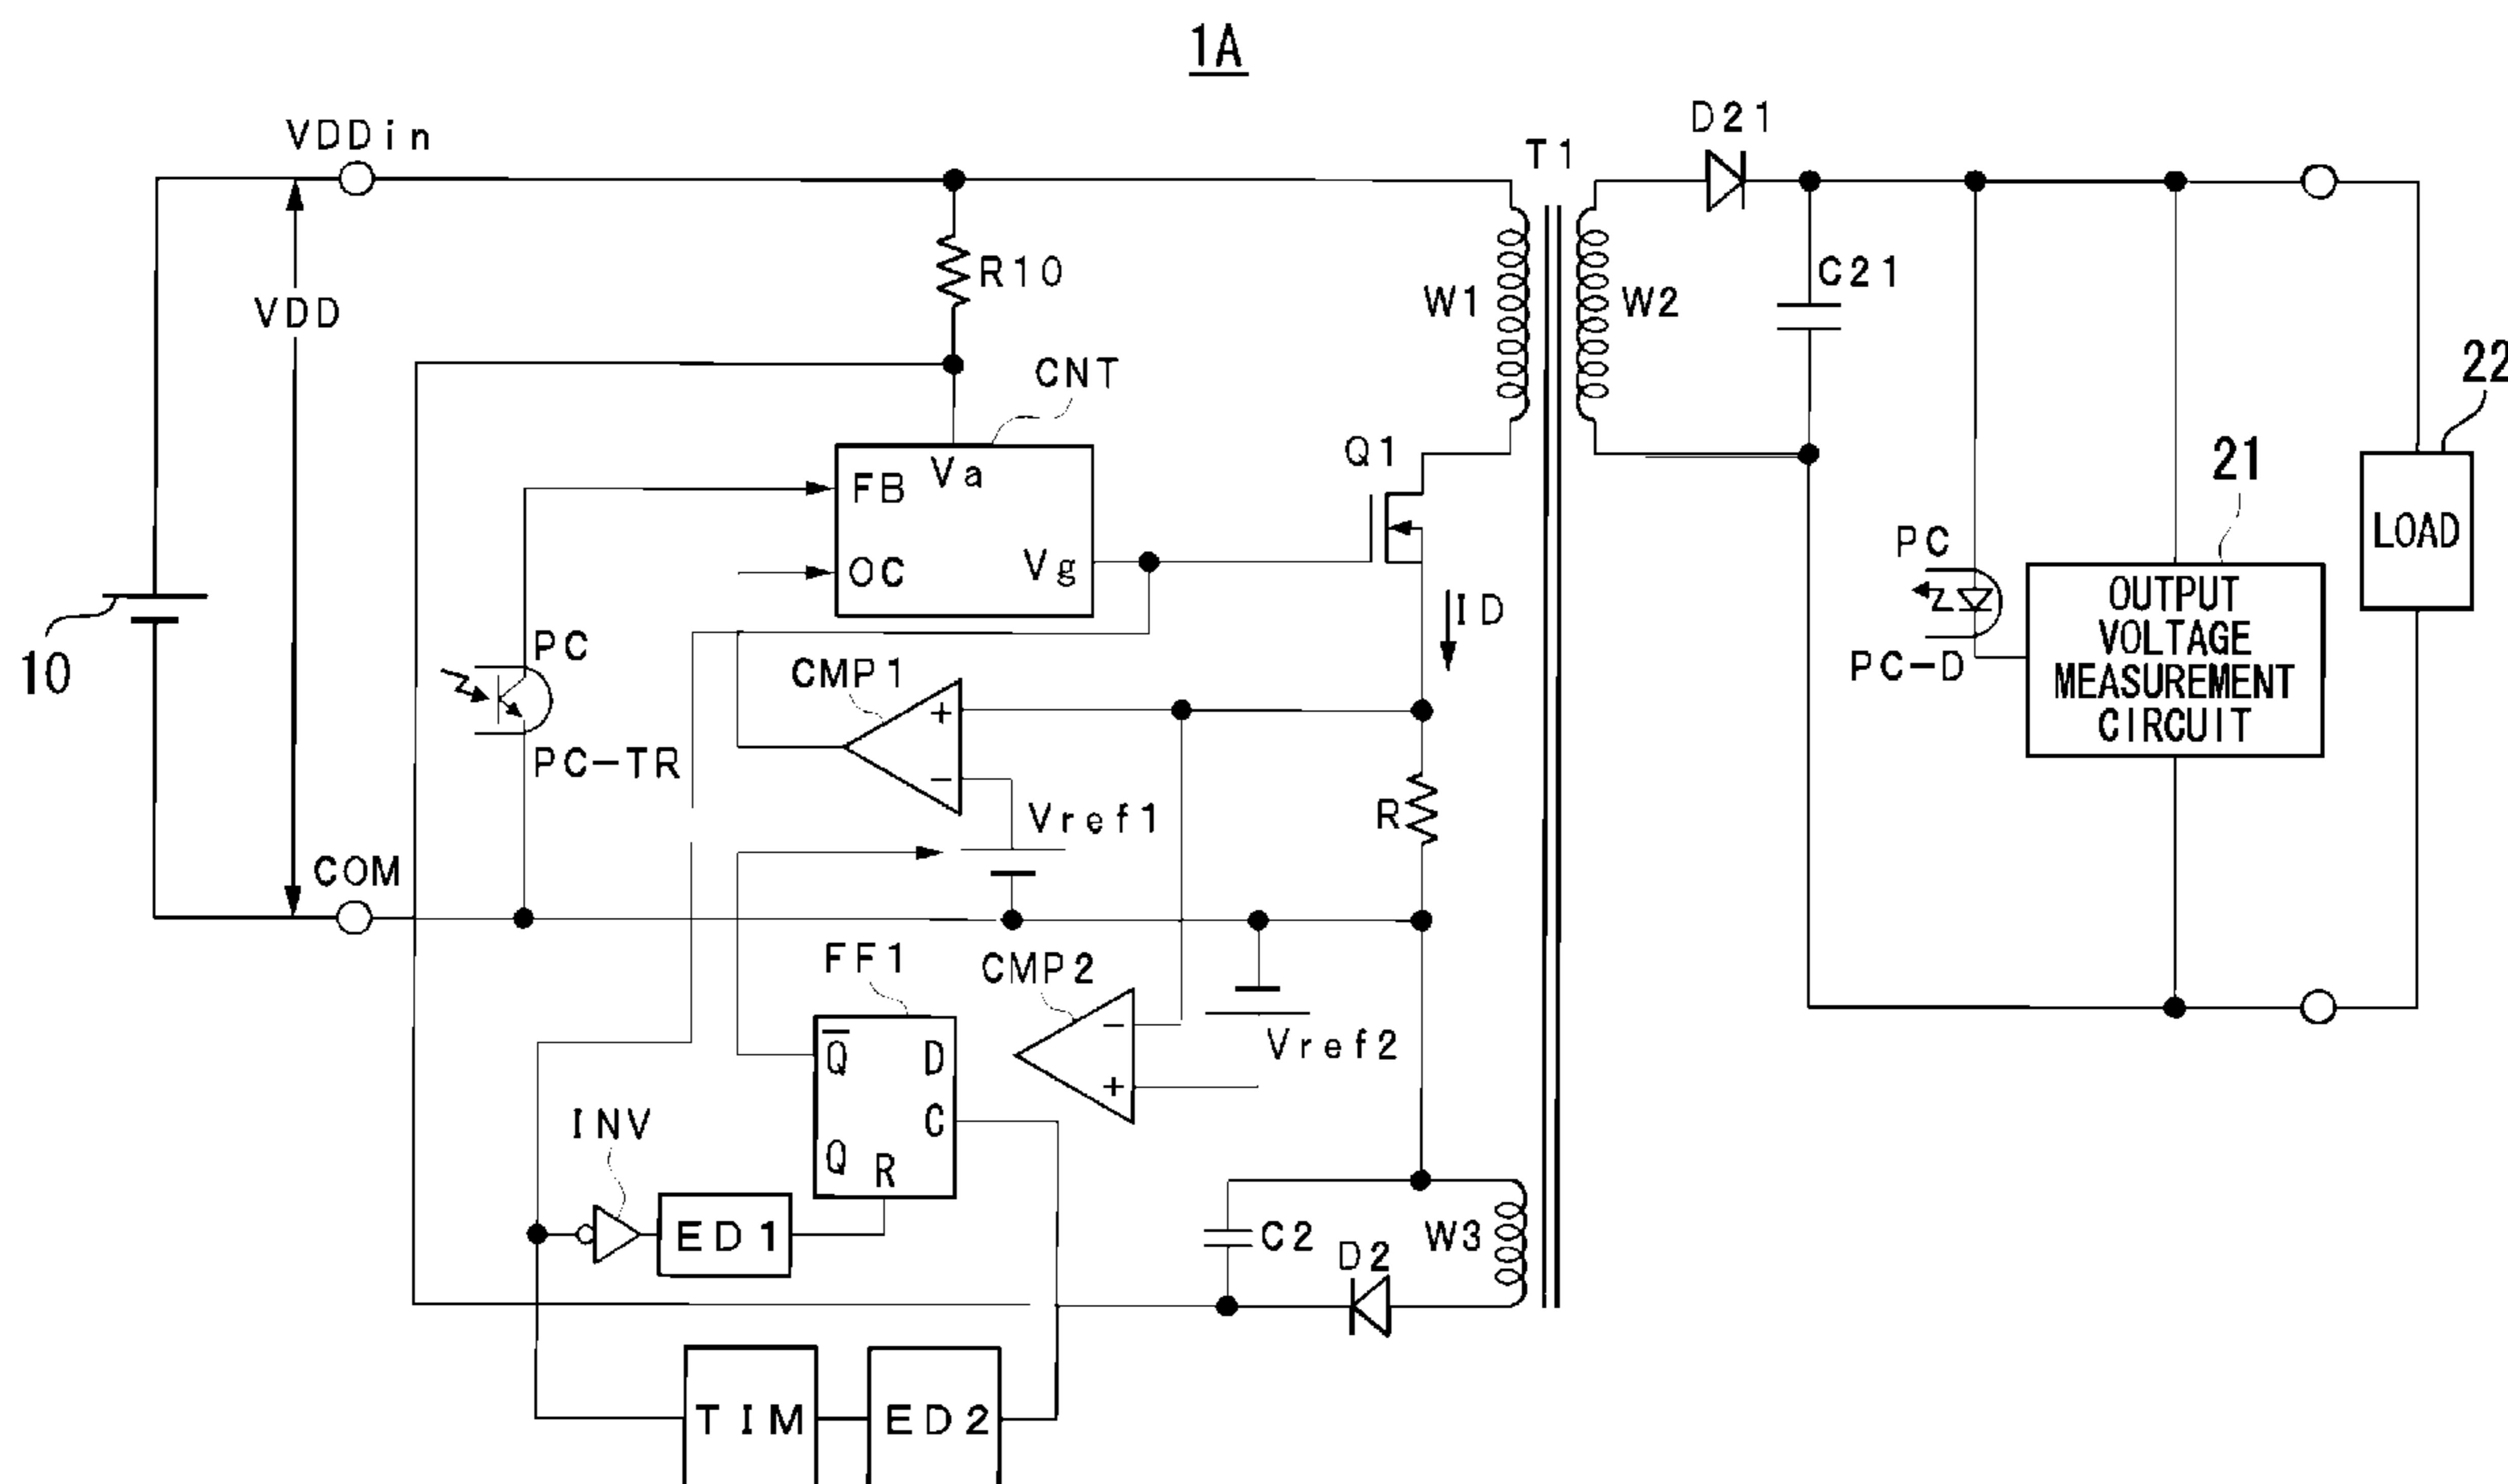 1A
VDDin
T1
D21
R10
VDD
W1
W2
C21
CNT
22
Va
FB
OC
Vg
Q1
21
LOAD
PC
OUTPUT
VOLTAGE
MEASUREMENT
CIRCUIT
PC-D
ID
10
PC
PC-TR
CMP1
+
−
Vref1
R
COM
FF1
CMP2
Q
D
C
Q
R
−
+
Vref2
INV
ED1
C2
D2
W3
TIM
ED2